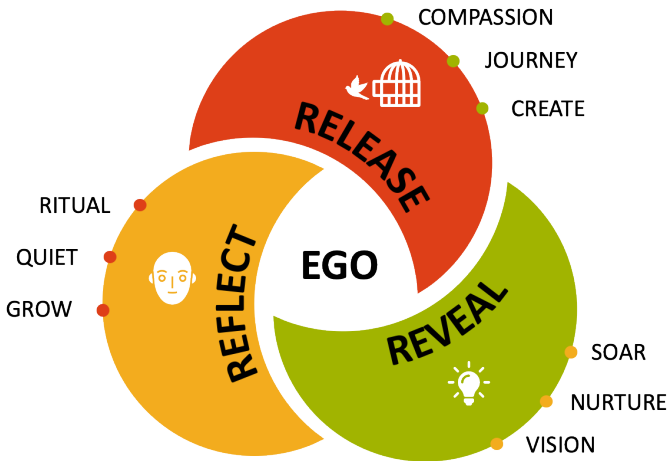 COMPASSION
JOURNEY
CREATE
RELEASE
RITUAL
QUIET
GROW
REFLECT
EGO
REVEAL
SOAR
NURTURE
VISION